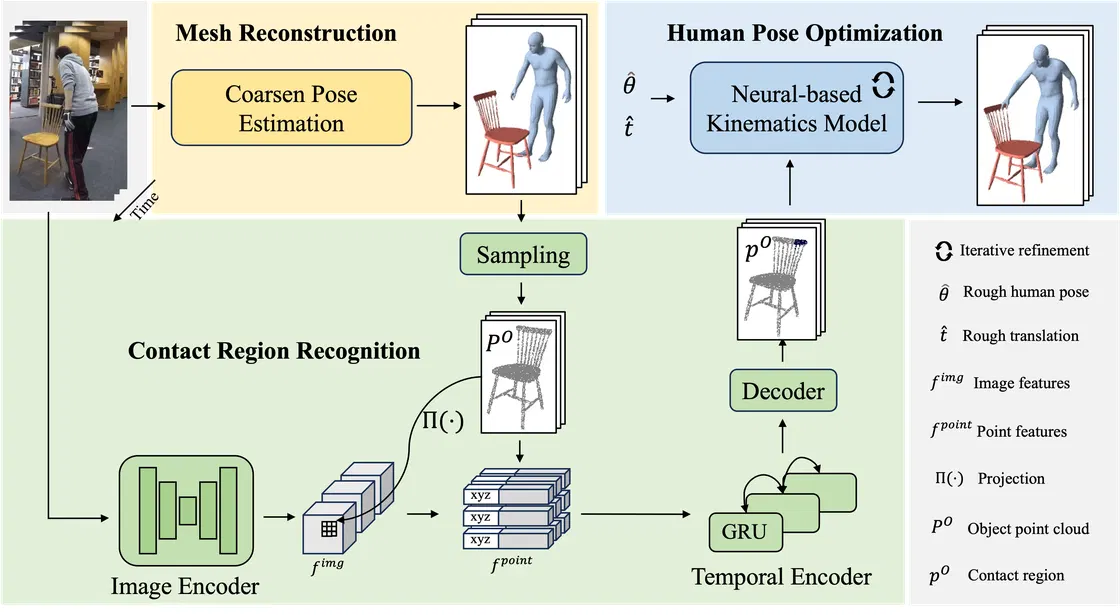 Mesh Reconstruction
Coarsen Pose
Estimation
Time
Human Pose Optimization
θ̂
t̂
Neural-based
Kinematics Model
Sampling
P^O
Contact Region Recognition
Π(·)
Image Encoder
f^img
xyz
xyz
xyz
f^point
GRU
Temporal Encoder
Decoder
p^O
Iterative refinement
θ̂ Rough human pose
t̂ Rough translation
f^img Image features
f^point Point features
Π(·) Projection
P^O Object point cloud
p^O Contact region